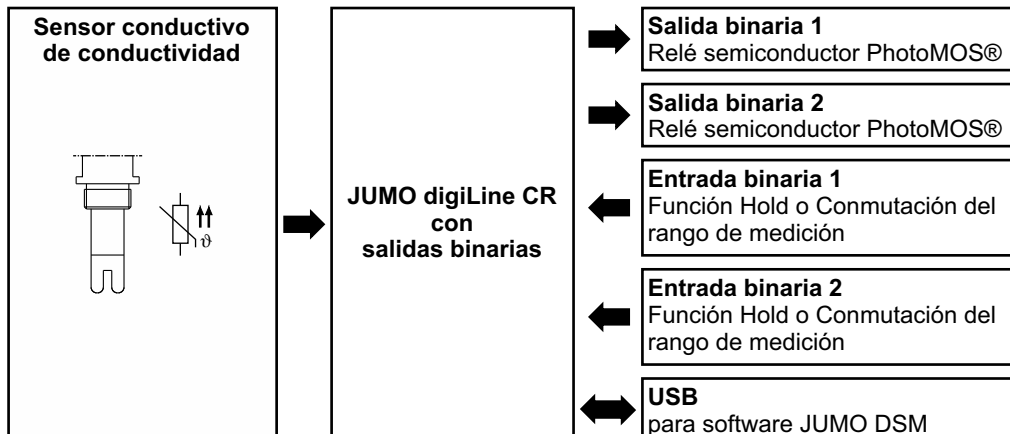 Sensor conductivo
de conductividad
ϑ
JUMO digiLine CR
con
salidas binarias
Salida binaria 1
Relé semiconductor PhotoMOS®
Salida binaria 2
Relé semiconductor PhotoMOS®
Entrada binaria 1
Función Hold o Conmutación del
rango de medición
Entrada binaria 2
Función Hold o Conmutación del
rango de medición
USB
para software JUMO DSM